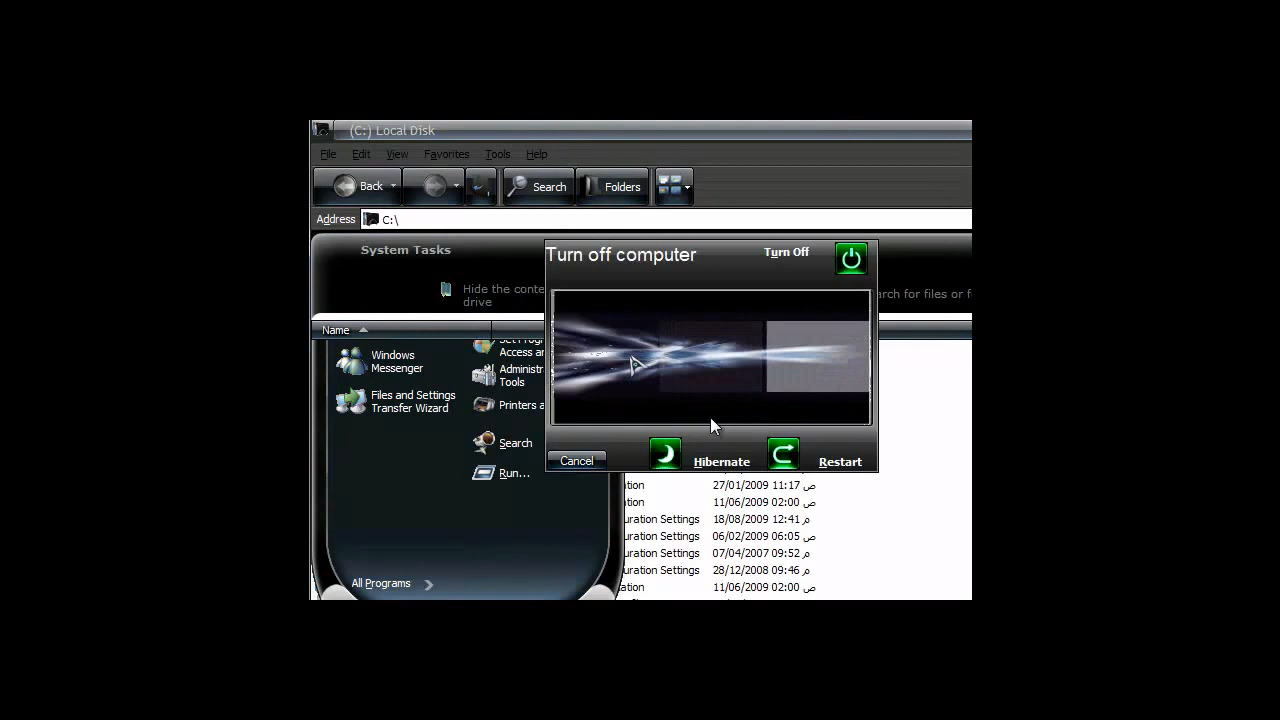 (C:) Local Disk
File Edit View Favorites Tools Help
Back Search Folders
Address C:\
System Tasks
Hide the conte
drive
arch for files or f
Turn off computer Turn Off
Name
Windows
Messenger
Files and Settings
Transfer Wizard
Access an
Administr
Tools
Printers a
Search
Run...
All Programs
Cancel Hibernate Restart
ation 27/01/2009 11:17 ص
ation 11/06/2009 02:00 ص
uration Settings 18/08/2009 12:41 م
uration Settings 06/02/2009 06:05 ص
uration Settings 07/04/2007 09:52 م
uration Settings 28/12/2008 09:46 م
ation 11/06/2009 02:00 ص